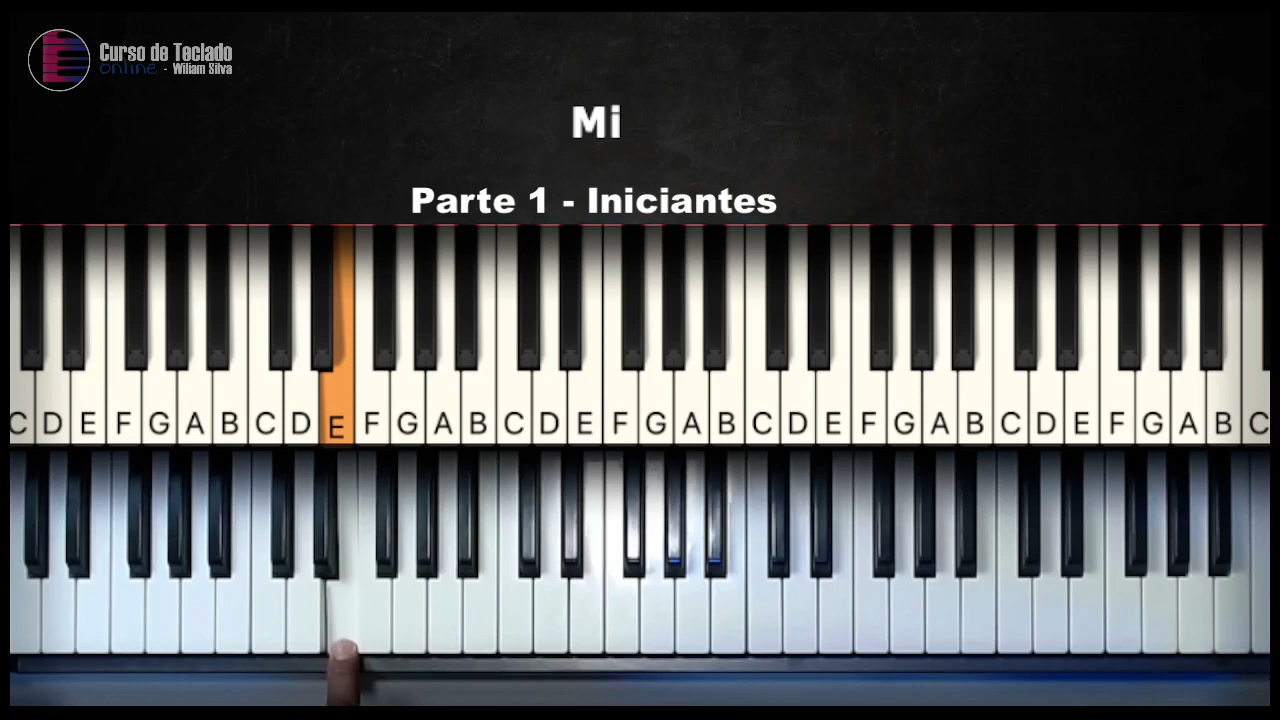 Curso de Teclado
online - Wiliam Silva
Mi
Parte 1 - Iniciantes
C D E F G A B C D E F G A B C D E F G A B C D E F G A B C D E F G A B C